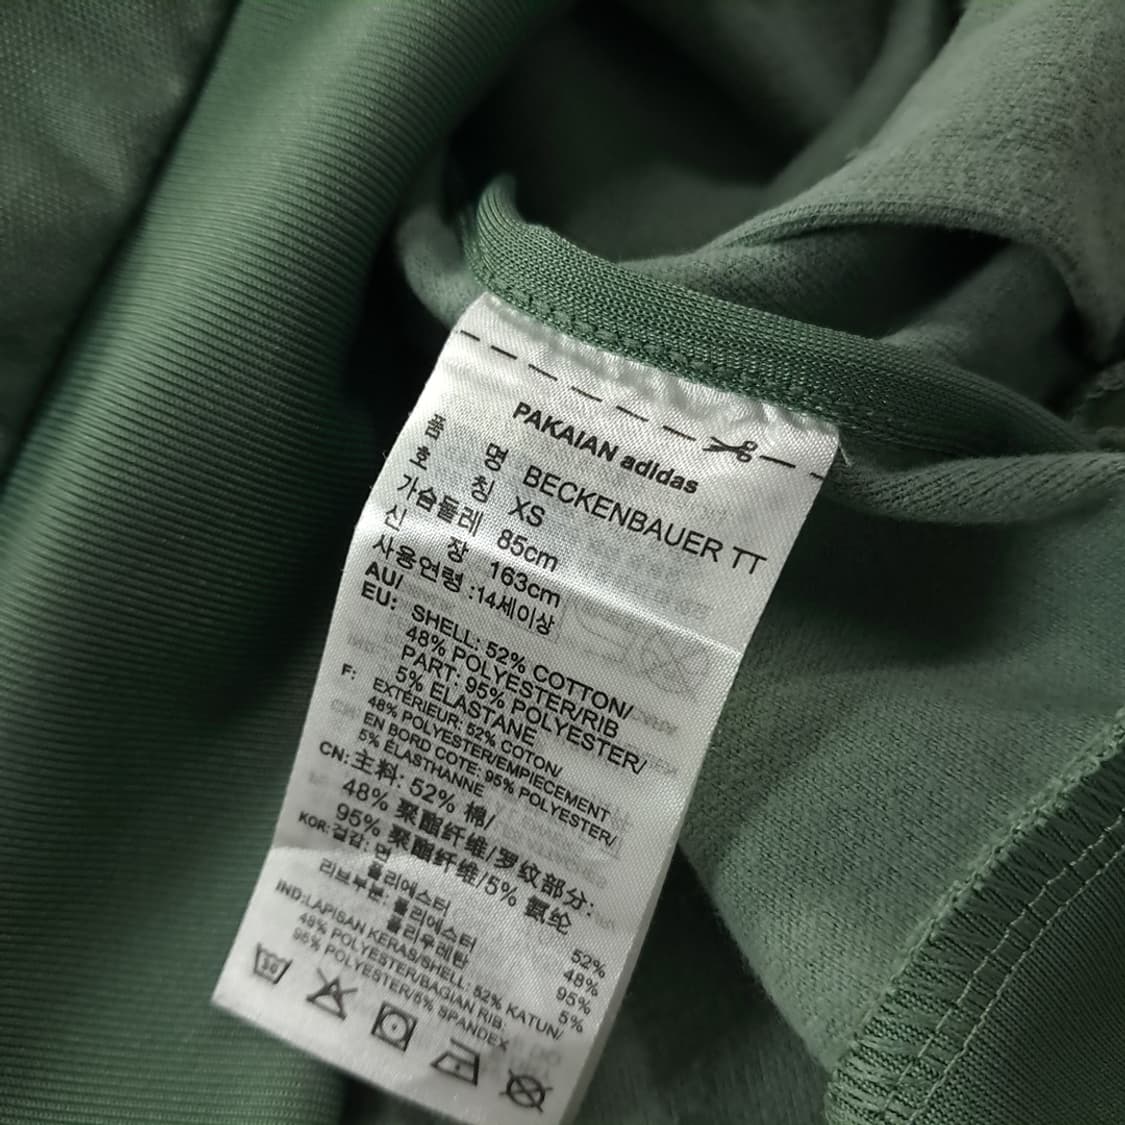 PAKAIAN adidas
품 명 BECKENBAUER TT
호 칭 XS
가슴둘레 85cm
신 장 163cm
사용연령 :14세이상
AU/
EU: SHELL: 52% COTTON/
48% POLYESTER/RIB
PART: 95% POLYESTER/
5% ELASTANE
F: EXTÉRIEUR: 52% COTON/
48% POLYESTER/EMPIECEMENT
EN BORD COTE: 95% POLYESTER/
5% ÉLASTHANNE
CN: 主料: 52% 棉/
48% 聚酯纤维/罗纹部分:
95% 聚酯纤维/5% 氨纶
KOR: 겉감: 면 52%
폴리에스터 48%
리브부분: 폴리에스터 95%
폴리우레탄 5%
IND:LAPISAN KERAS/SHELL: 52% KATUN/
48% POLYESTER/BAGIAN RIB:
95% POLYESTER/5% SPANDEX
30